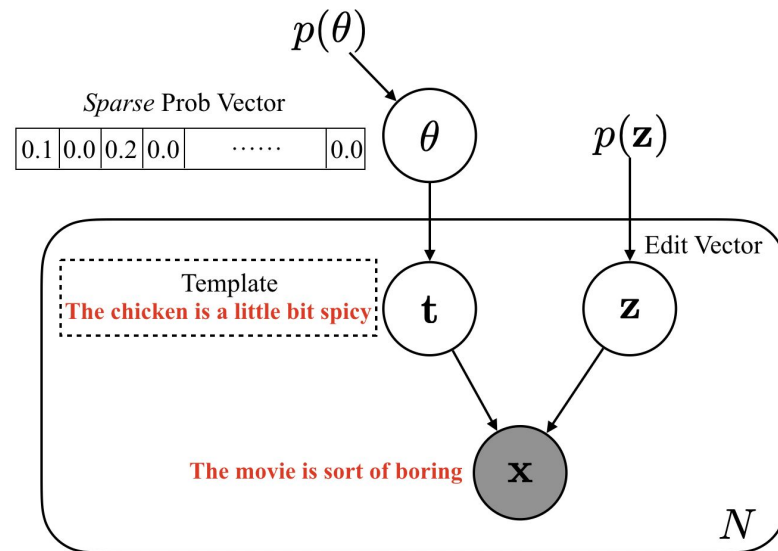 p(θ)
Sparse Prob Vector
0.1 0.0 0.2 0.0 ...... 0.0
θ
p(z)
Edit Vector
Template
The chicken is a little bit spicy
t
z
The movie is sort of boring
x
N